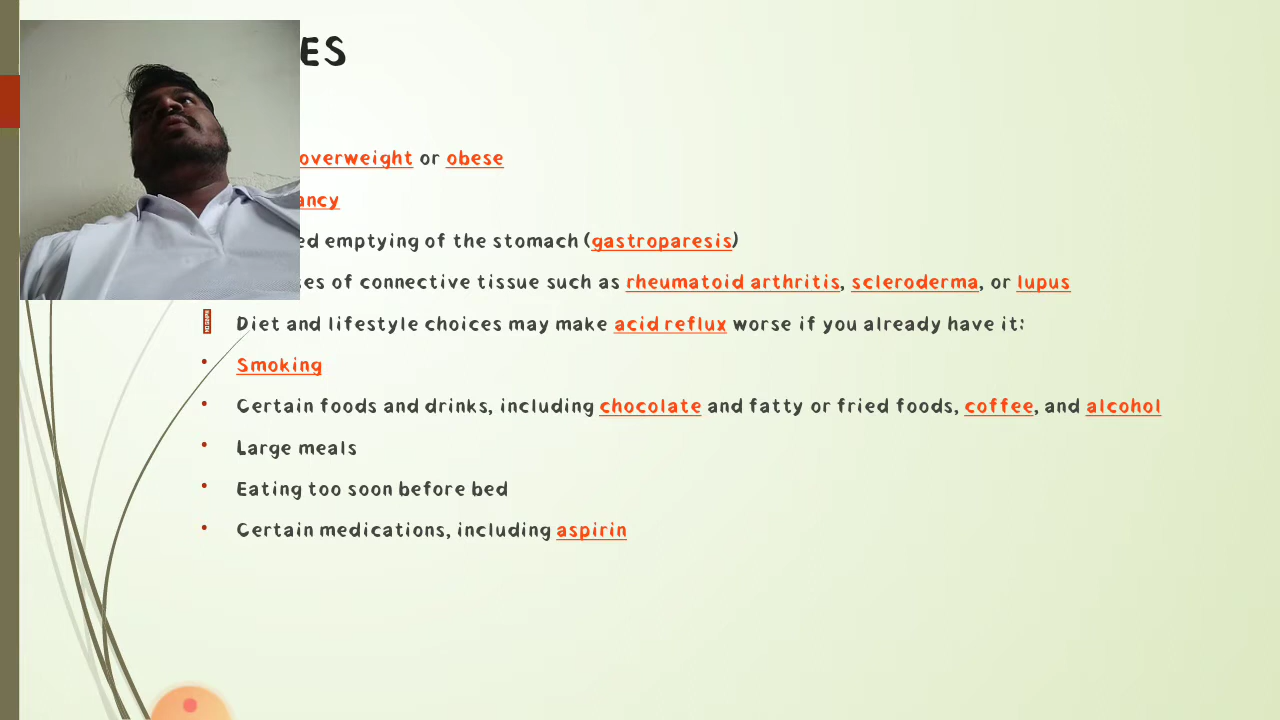 ES
overweight or obese
ancy
ed emptying of the stomach (gastroparesis)
es of connective tissue such as rheumatoid arthritis, scleroderma, or lupus
Diet and lifestyle choices may make acid reflux worse if you already have it:
• Smoking
• Certain foods and drinks, including chocolate and fatty or fried foods, coffee, and alcohol
• Large meals
• Eating too soon before bed
• Certain medications, including aspirin